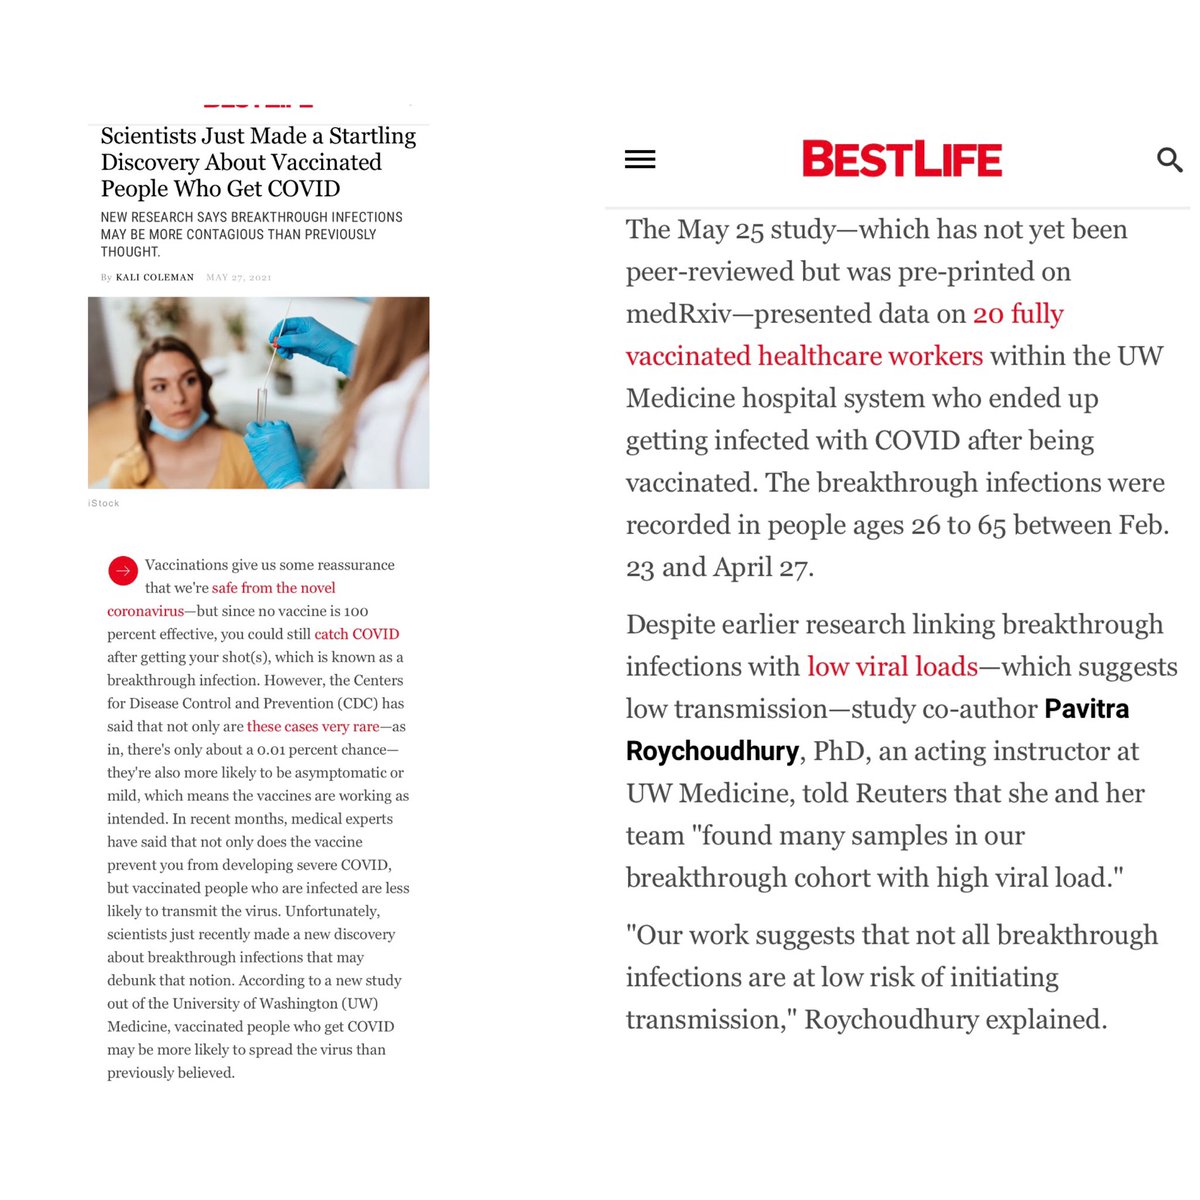 BESTLIFE
Scientists Just Made a Startling
Discovery About Vaccinated
People Who Get COVID
NEW RESEARCH SAYS BREAKTHROUGH INFECTIONS
MAY BE MORE CONTAGIOUS THAN PREVIOUSLY
THOUGHT.
By KALI COLEMAN MAY 27, 2021
iStock
Vaccinations give us some reassurance
that we're safe from the novel
coronavirus—but since no vaccine is 100
percent effective, you could still catch COVID
after getting your shot(s), which is known as a
breakthrough infection. However, the Centers
for Disease Control and Prevention (CDC) has
said that not only are these cases very rare—as
in, there's only about a 0.01 percent chance—
they're also more likely to be asymptomatic or
mild, which means the vaccines are working as
intended. In recent months, medical experts
have said that not only does the vaccine
prevent you from developing severe COVID,
but vaccinated people who are infected are less
likely to transmit the virus. Unfortunately,
scientists just recently made a new discovery
about breakthrough infections that may
debunk that notion. According to a new study
out of the University of Washington (UW)
Medicine, vaccinated people who get COVID
may be more likely to spread the virus than
previously believed.
BESTLIFE
The May 25 study—which has not yet been
peer-reviewed but was pre-printed on
medRxiv—presented data on 20 fully
vaccinated healthcare workers within the UW
Medicine hospital system who ended up
getting infected with COVID after being
vaccinated. The breakthrough infections were
recorded in people ages 26 to 65 between Feb.
23 and April 27.
Despite earlier research linking breakthrough
infections with low viral loads—which suggests
low transmission—study co-author Pavitra
Roychoudhury, PhD, an acting instructor at
UW Medicine, told Reuters that she and her
team "found many samples in our
breakthrough cohort with high viral load."
"Our work suggests that not all breakthrough
infections are at low risk of initiating
transmission," Roychoudhury explained.